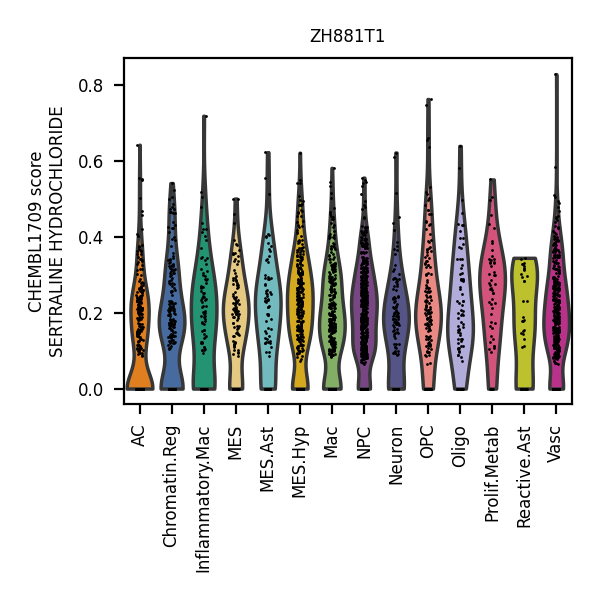 ZH881T1
CHEMBL1709 score
SERTRALINE HYDROCHLORIDE
0.8
0.6
0.4
0.2
0.0
AC
Chromatin.Reg
Inflammatory.Mac
MES
MES.Ast
MES.Hyp
Mac
NPC
Neuron
OPC
Oligo
Prolif.Metab
Reactive.Ast
Vasc